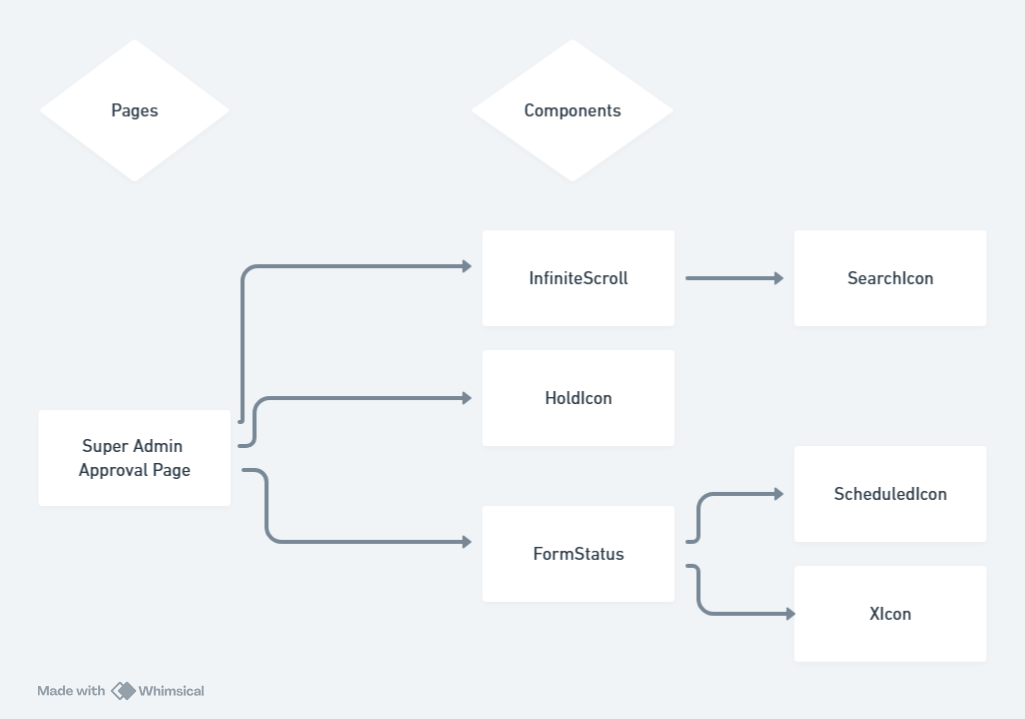 Pages
Components
InfiniteScroll
SearchIcon
HoldIcon
Super Admin
Approval Page
ScheduledIcon
FormStatus
XIcon
Made with Whimsical